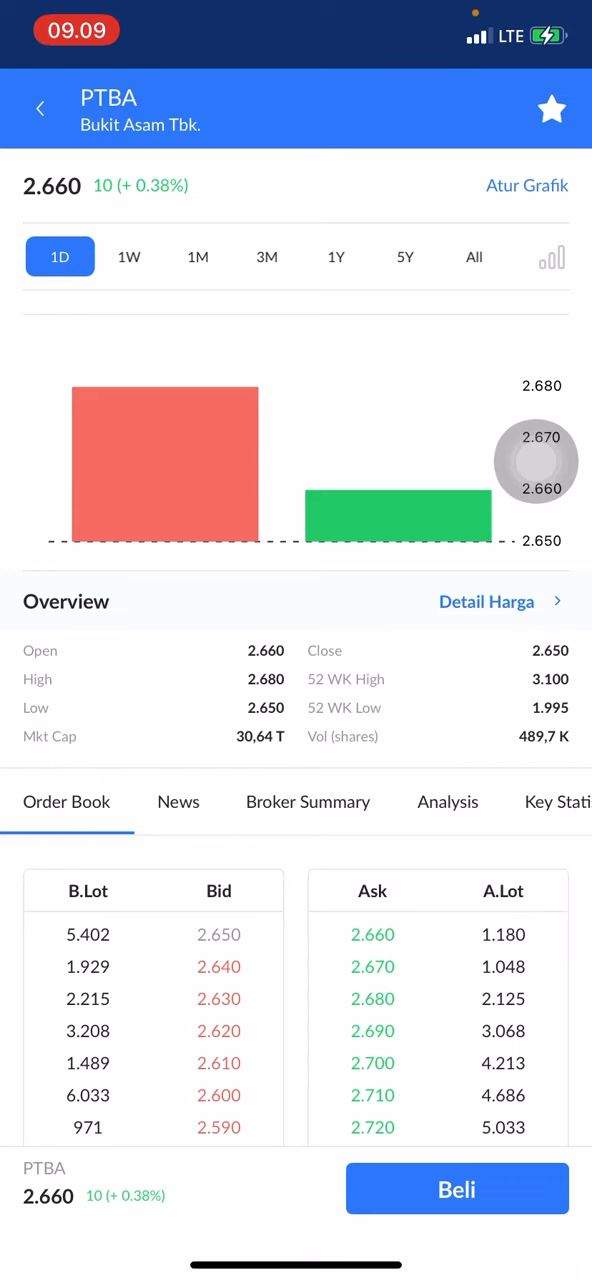 09.09 LTE
PTBA
Bukit Asam Tbk.
2.660 10 (+ 0.38%) Atur Grafik
1D 1W 1M 3M 1Y 5Y All
2.680
2.670
2.660
2.650
Overview Detail Harga
Open 2.660 Close 2.650
High 2.680 52 WK High 3.100
Low 2.650 52 WK Low 1.995
Mkt Cap 30,64 T Vol (shares) 489,7 K
Order Book News Broker Summary Analysis Key Stati
B.Lot Bid Ask A.Lot
5.402 2.650 2.660 1.180
1.929 2.640 2.670 1.048
2.215 2.630 2.680 2.125
3.208 2.620 2.690 3.068
1.489 2.610 2.700 4.213
6.033 2.600 2.710 4.686
971 2.590 2.720 5.033
PTBA
2.660 10 (+ 0.38%)
Beli